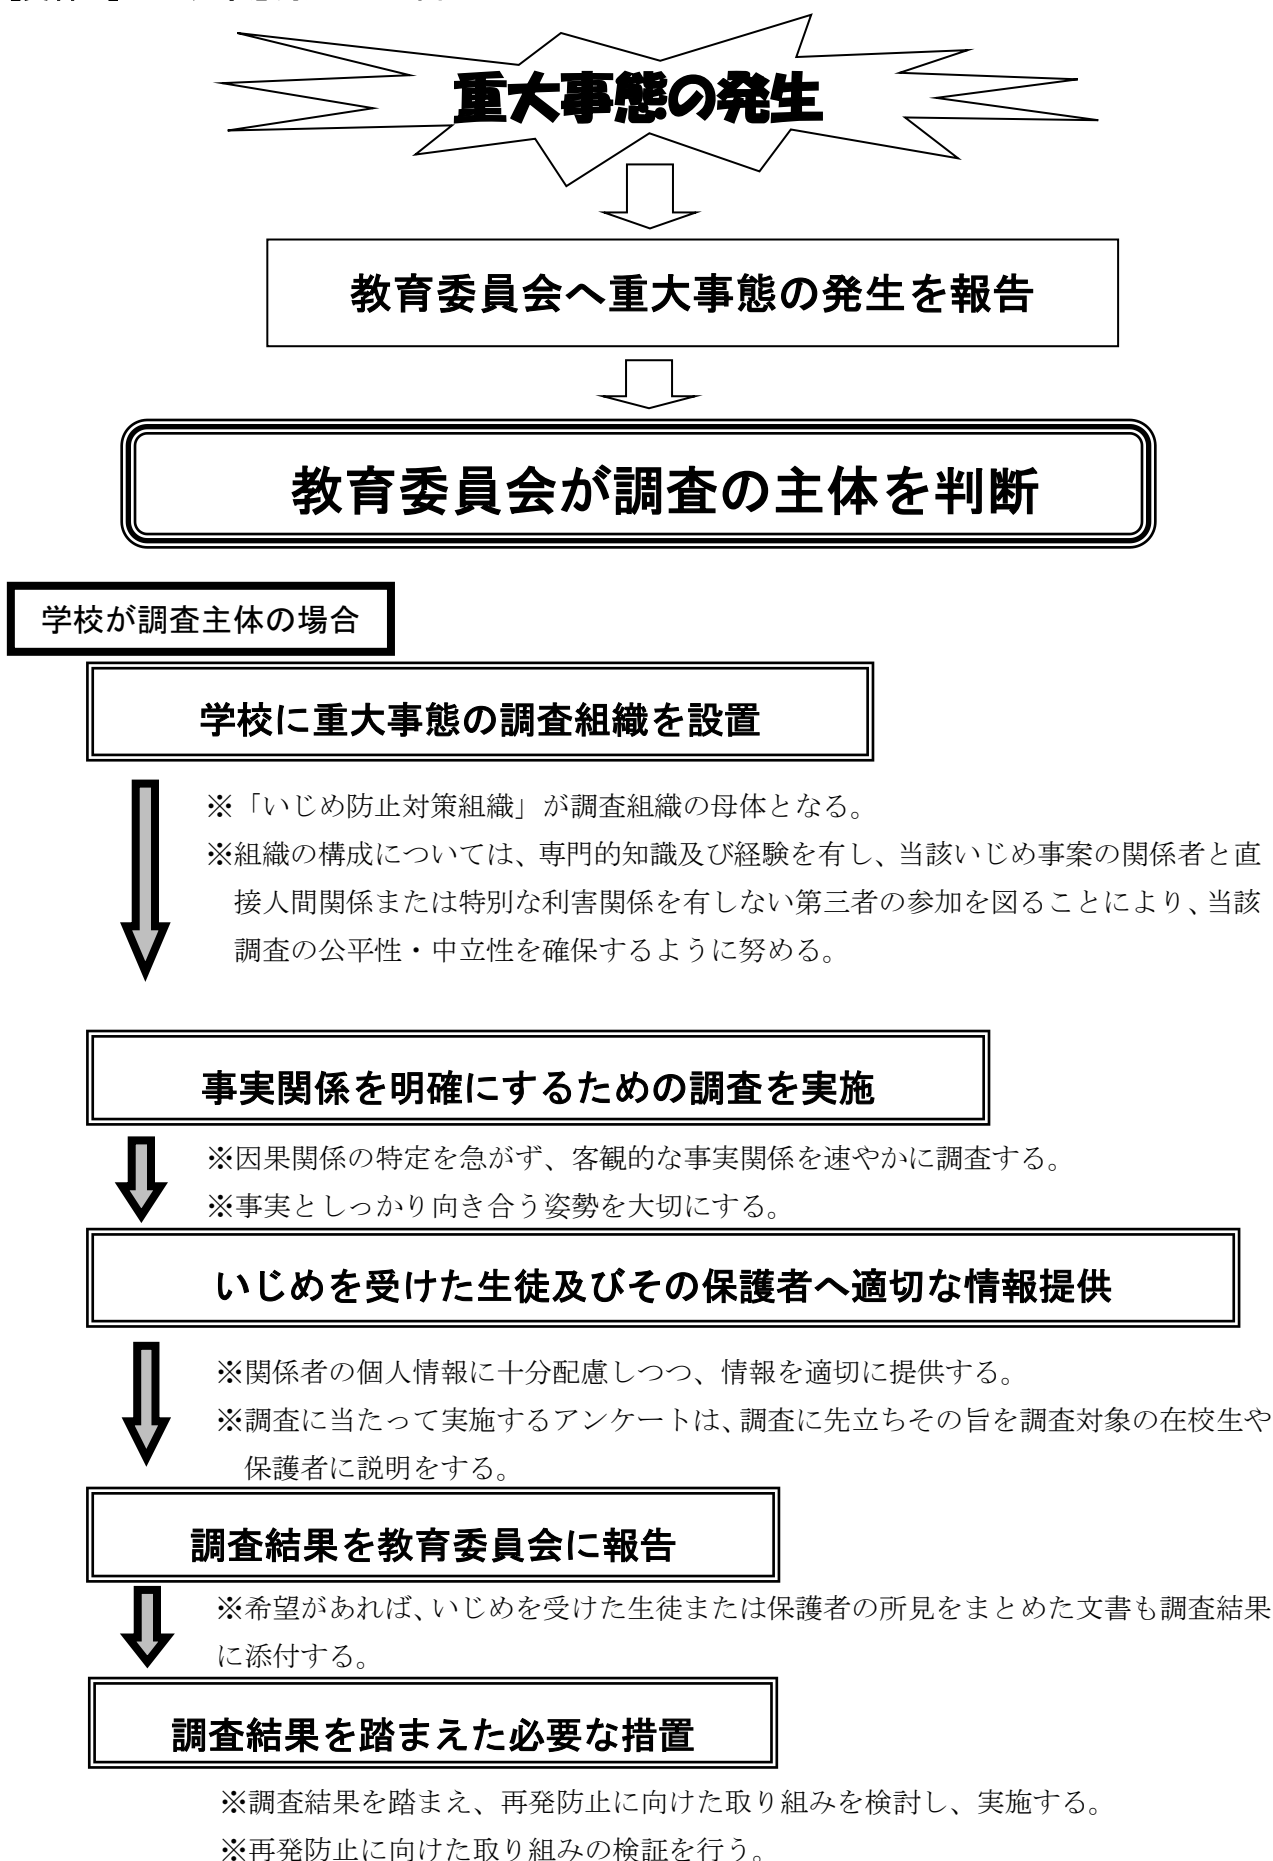 重大事態の発生
教育委員会へ重大事態の発生を報告
教育委員会が調査の主体を判断
学校が調査主体の場合
学校に重大事態の調査組織を設置
※「いじめ防止対策組織」が調査組織の母体となる。
※組織の構成については、専門的知識及び経験を有し、当該いじめ事案の関係者と直
接人間関係または特別な利害関係を有しない第三者の参加を図ることにより、当該
調査の公平性・中立性を確保するように努める。
事実関係を明確にするための調査を実施
※因果関係の特定を急がず、客観的な事実関係を速やかに調査する。
※事実としっかり向き合う姿勢を大切にする。
いじめを受けた生徒及びその保護者へ適切な情報提供
※関係者の個人情報に十分配慮しつつ、情報を適切に提供する。
※調査に当たって実施するアンケートは、調査に先立ちその旨を調査対象の在校生や
保護者に説明をする。
調査結果を教育委員会に報告
※希望があれば、いじめを受けた生徒または保護者の所見をまとめた文書も調査結果
に添付する。
調査結果を踏まえた必要な措置
※調査結果を踏まえ、再発防止に向けた取り組みを検討し、実施する。
※再発防止に向けた取り組みの検証を行う。